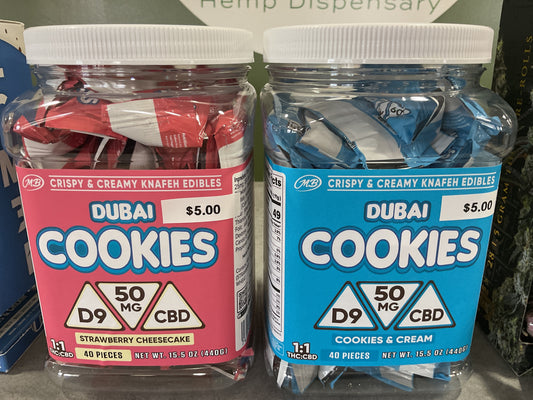 Hemp Dispensary
MB CRISPY & CREAMY KNAFEH EDIBLES
DUBAI
$5.00
COOKIES
D9
50
MG
CBD
1:1
THC:CBD
STRAWBERRY CHEESECAKE
40 PIECES NET WT. 15.5 OZ (440G)
MB CRISPY & CREAMY KNAFEH EDIBLES
DUBAI
$5.00
COOKIES
D9
50
MG
CBD
1:1
THC:CBD
COOKIES & CREAM
40 PIECES NET WT. 15.5 OZ (440G)